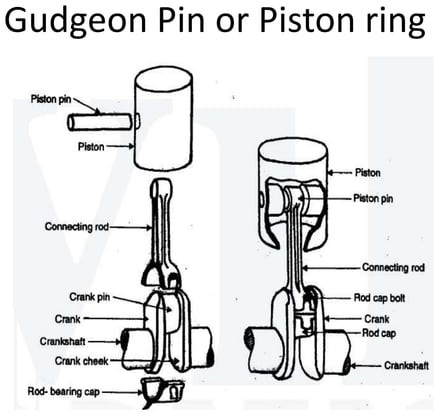 Gudgeon Pin or Piston ring
Piston pin
Piston
Connecting rod
Crank pin
Crank
Crankshaft
Crank cheek
Rod- bearing cap
Piston
Piston pin
Connecting rod
Rod cap bolt
Crank
Rod cap
Crankshaft